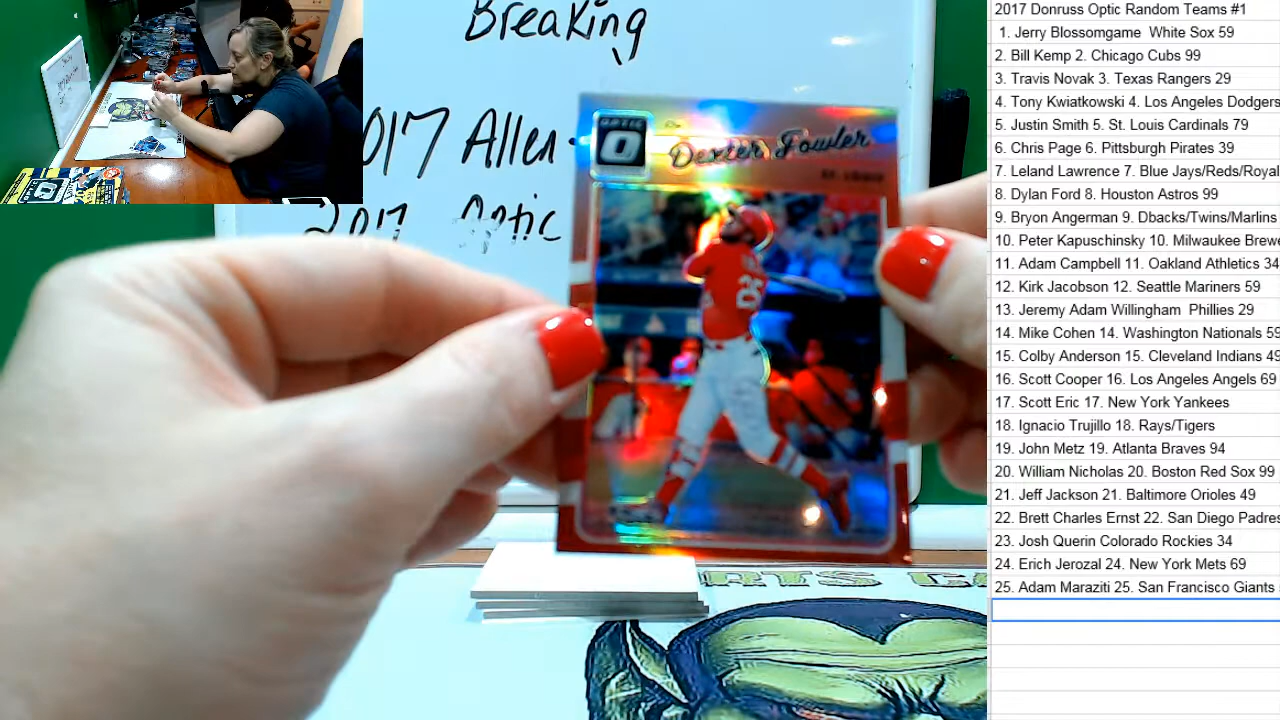 Breaking
2017 Allen
2017 Optic
OPTIC
O
Dexter Fowler
ST. LOUIS
25
RTS CA
2017 Donruss Optic Random Teams #1
1. Jerry Blossomgame White Sox 59
2. Bill Kemp 2. Chicago Cubs 99
3. Travis Novak 3. Texas Rangers 29
4. Tony Kwiatkowski 4. Los Angeles Dodgers
5. Justin Smith 5. St. Louis Cardinals 79
6. Chris Page 6. Pittsburgh Pirates 39
7. Leland Lawrence 7. Blue Jays/Reds/Royal
8. Dylan Ford 8. Houston Astros 99
9. Bryon Angerman 9. Dbacks/Twins/Marlins
10. Peter Kapuschinsky 10. Milwaukee Brewe
11. Adam Campbell 11. Oakland Athletics 34
12. Kirk Jacobson 12. Seattle Mariners 59
13. Jeremy Adam Willingham Phillies 29
14. Mike Cohen 14. Washington Nationals 59
15. Colby Anderson 15. Cleveland Indians 49
16. Scott Cooper 16. Los Angeles Angels 69
17. Scott Eric 17. New York Yankees
18. Ignacio Trujillo 18. Rays/Tigers
19. John Metz 19. Atlanta Braves 94
20. William Nicholas 20. Boston Red Sox 99
21. Jeff Jackson 21. Baltimore Orioles 49
22. Brett Charles Ernst 22. San Diego Padres
23. Josh Querin Colorado Rockies 34
24. Erich Jerozal 24. New York Mets 69
25. Adam Maraziti 25. San Francisco Giants